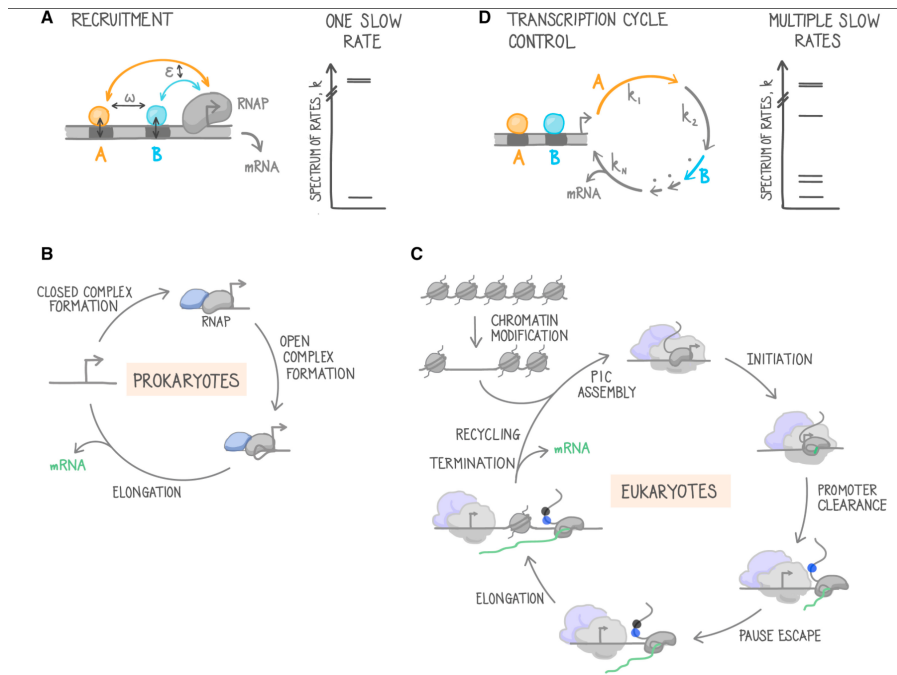 A
RECRUITMENT
ε
ω
RNAP
A
B
mRNA
ONE SLOW
RATE
SPECTRUM OF RATES, k
D
TRANSCRIPTION CYCLE
CONTROL
A
k1
k2
B
kN
mRNA
A
B
MULTIPLE SLOW
RATES
SPECTRUM OF RATES, k
B
CLOSED COMPLEX
FORMATION
RNAP
OPEN
COMPLEX
FORMATION
PROKARYOTES
mRNA
ELONGATION
C
CHROMATIN
MODIFICATION
PIC
ASSEMBLY
INITIATION
RECYCLING
TERMINATION
mRNA
EUKARYOTES
PROMOTER
CLEARANCE
ELONGATION
PAUSE ESCAPE